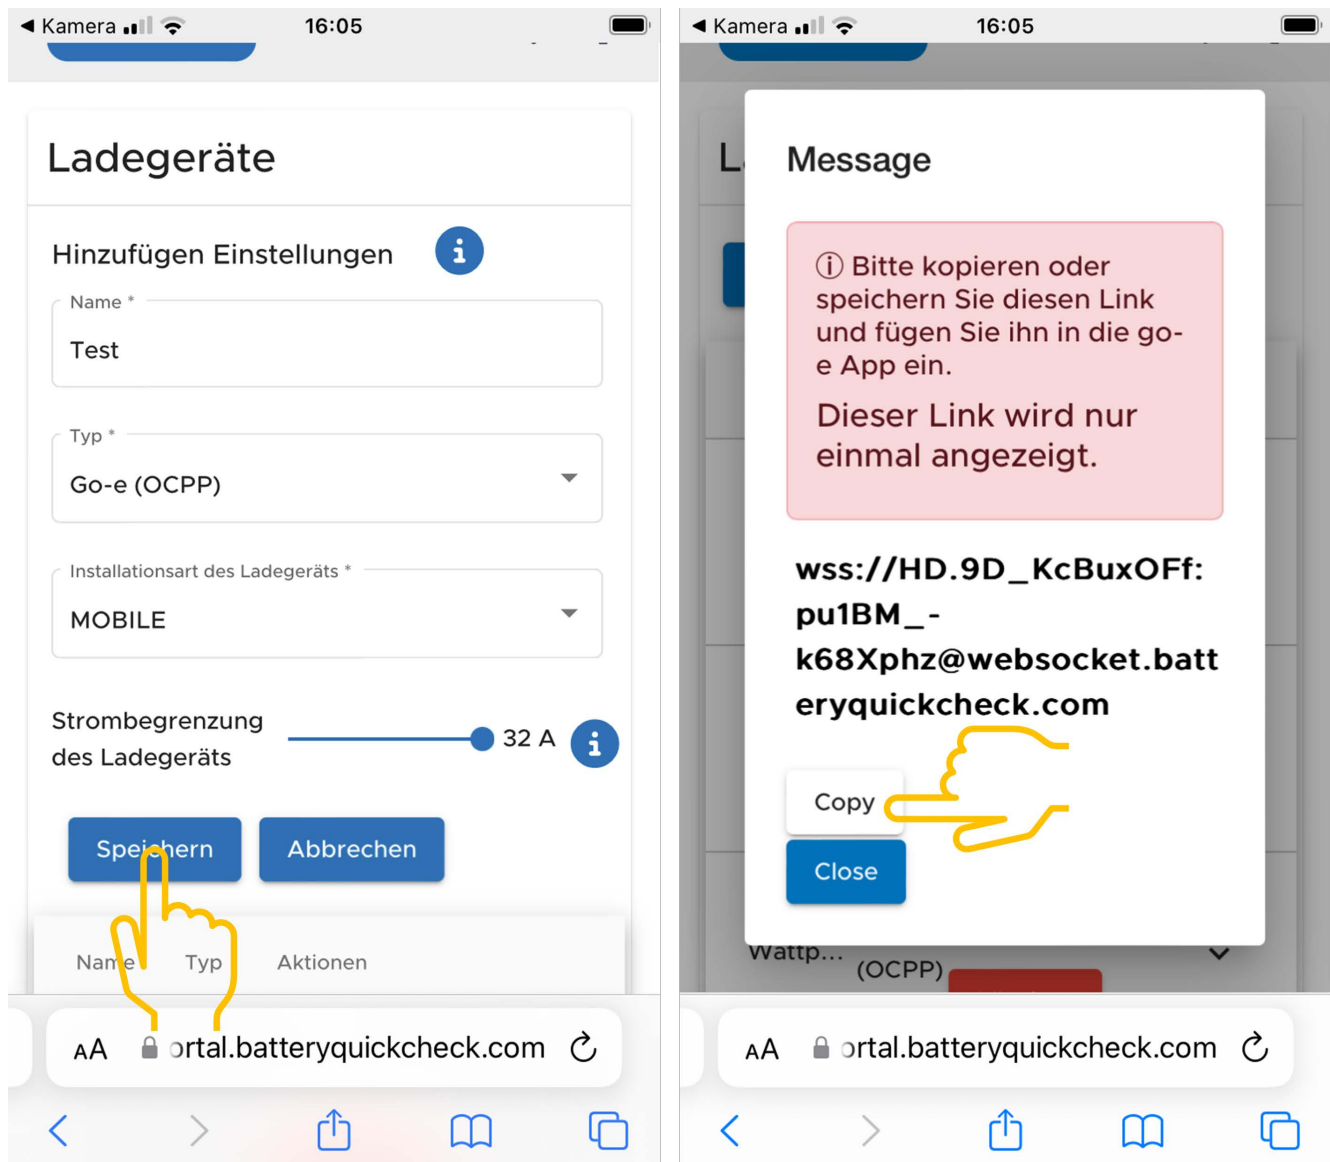 Kamera
16:05
Ladegeräte
Hinzufügen Einstellungen
Name *
Test
Typ *
Go-e (OCPP)
Installationsart des Ladegeräts *
MOBILE
Strombegrenzung
des Ladegeräts
32 A
Speichern
Abbrechen
Name Typ Aktionen
AA ortal.batteryquickcheck.com
Kamera
16:05
Message
Bitte kopieren oder
speichern Sie diesen Link
und fügen Sie ihn in die go-
e App ein.
Dieser Link wird nur
einmal angezeigt.
wss://HD.9D_KcBuxOFf:
pu1BM_-
k68Xphz@websocket.batt
eryquickcheck.com
Copy
Close
Wattp...
(OCPP)
AA ortal.batteryquickcheck.com